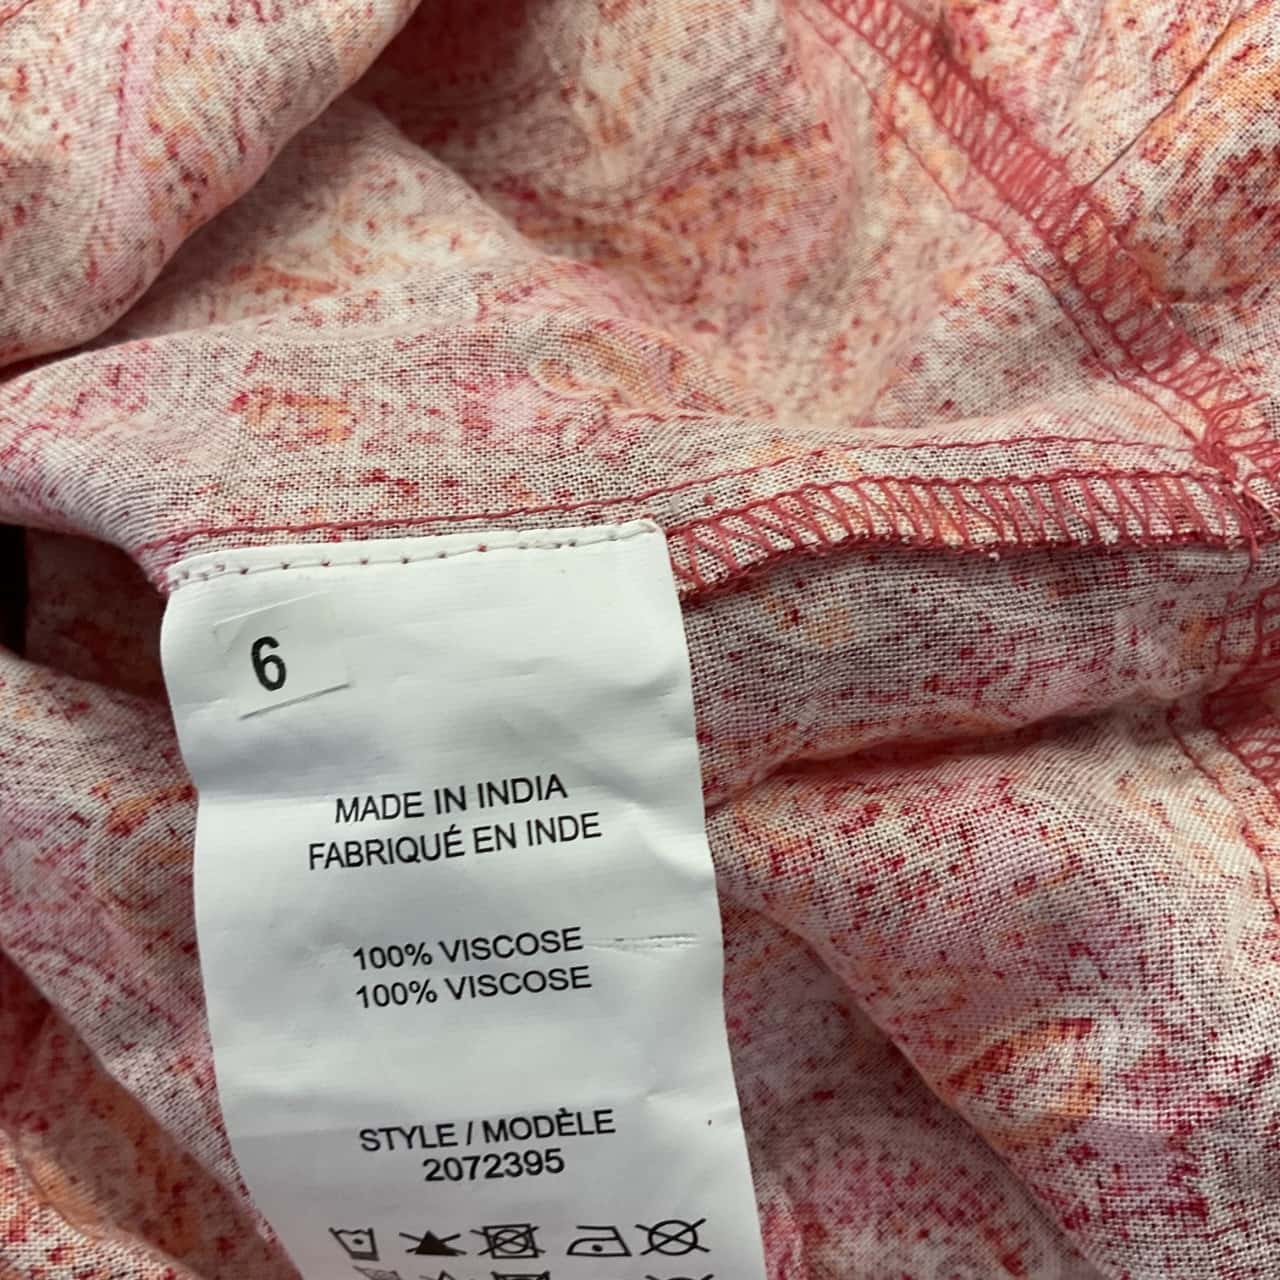 6
MADE IN INDIA
FABRIQUÉ EN INDE
100% VISCOSE
100% VISCOSE
STYLE / MODÈLE
2072395